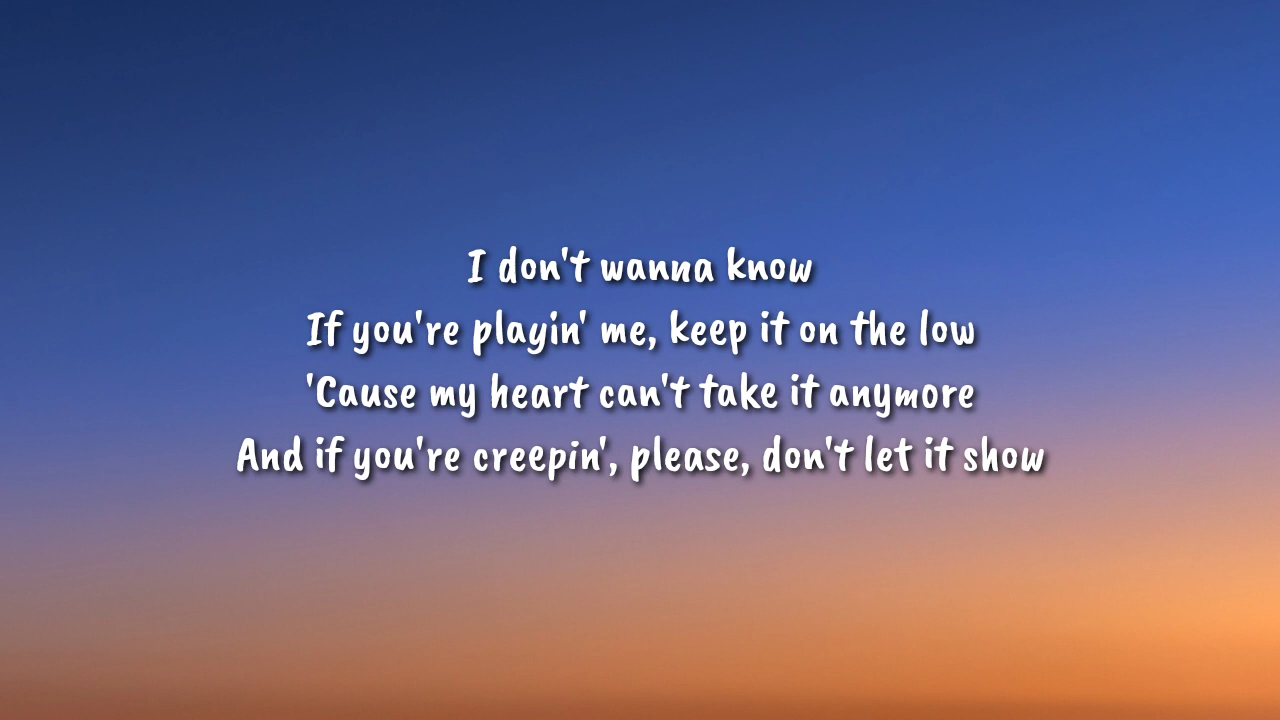 I don't wanna know
If you're playin' me, keep it on the low
'Cause my heart can't take it anymore
And if you're creepin', please, don't let it show